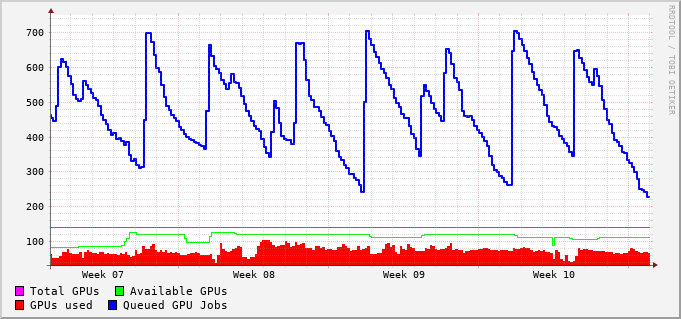 700
600
500
400
300
200
100
Week 07 Week 08 Week 09 Week 10
Total GPUs Available GPUs
GPUs used Queued GPU Jobs
RRDTOOL / TOBI OETIKER